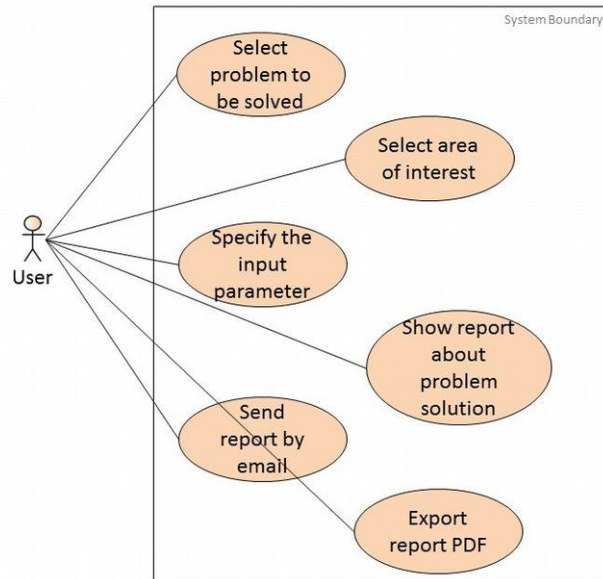 System Boundary
Select
problem to
be solved
Select area
of interest
User
Specify the
input
parameter
Show report
about
problem
solution
Send
report by
email
Export
report PDF